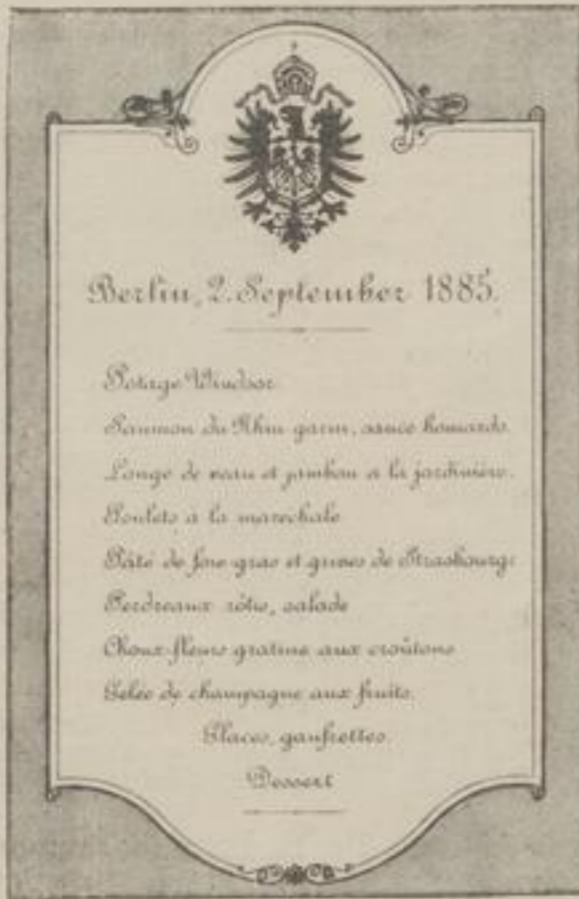 Berlin, 2. September 1885.
Potage Windsor.
Saumon du Rhin garni, sauce homards.
Longe de veau et jambon a la jardinière.
Poulets a la marechale
Pâté de foie gras et grives de Strasbourg:
Perdreaux rôtis, salade
Choux-fleurs gratine aux croûtons
Gelée de champagne aux fruits.
Glaces, gaufrettes.
Dessert